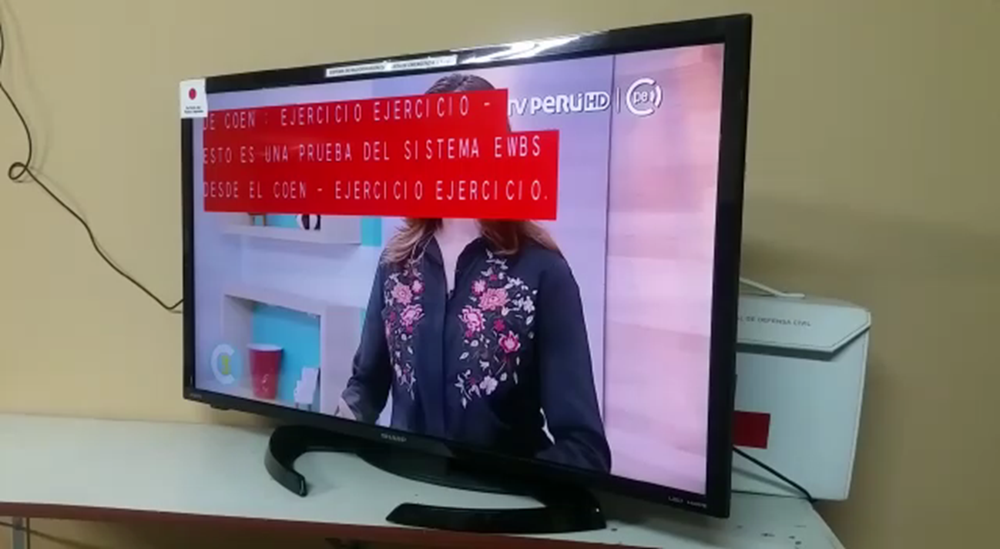 TV PERÚ HD | pe
DE COEN : EJERCICIO EJERCICIO -
ESTO ES UNA PRUEBA DEL SISTEMA EWBS
DESDE EL COEN - EJERCICIO EJERCICIO.
DE DEFENSA CIVIL
SHARP